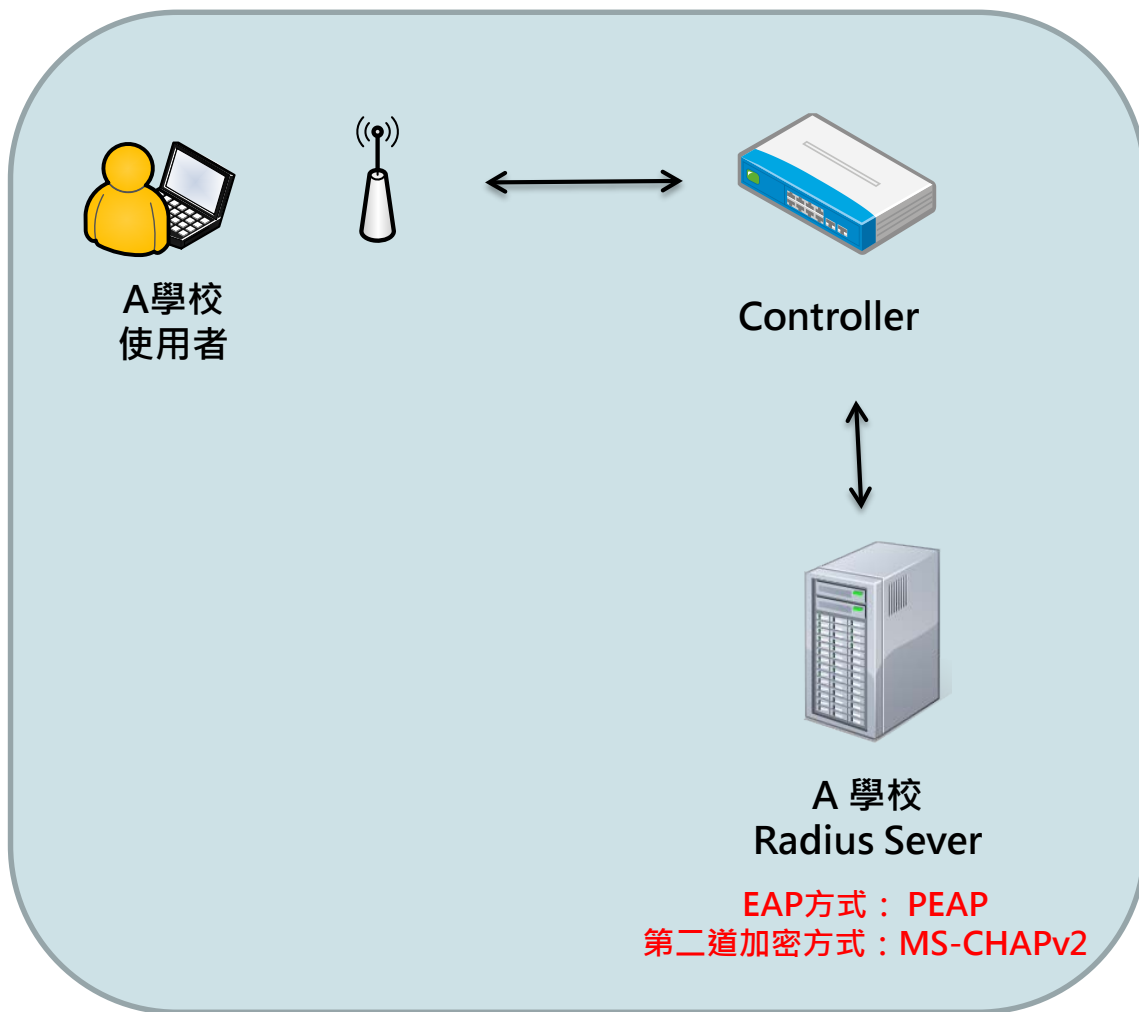 A學校
使用者
Controller
A 學校
Radius Sever
EAP方式： PEAP
第二道加密方式：MS-CHAPv2